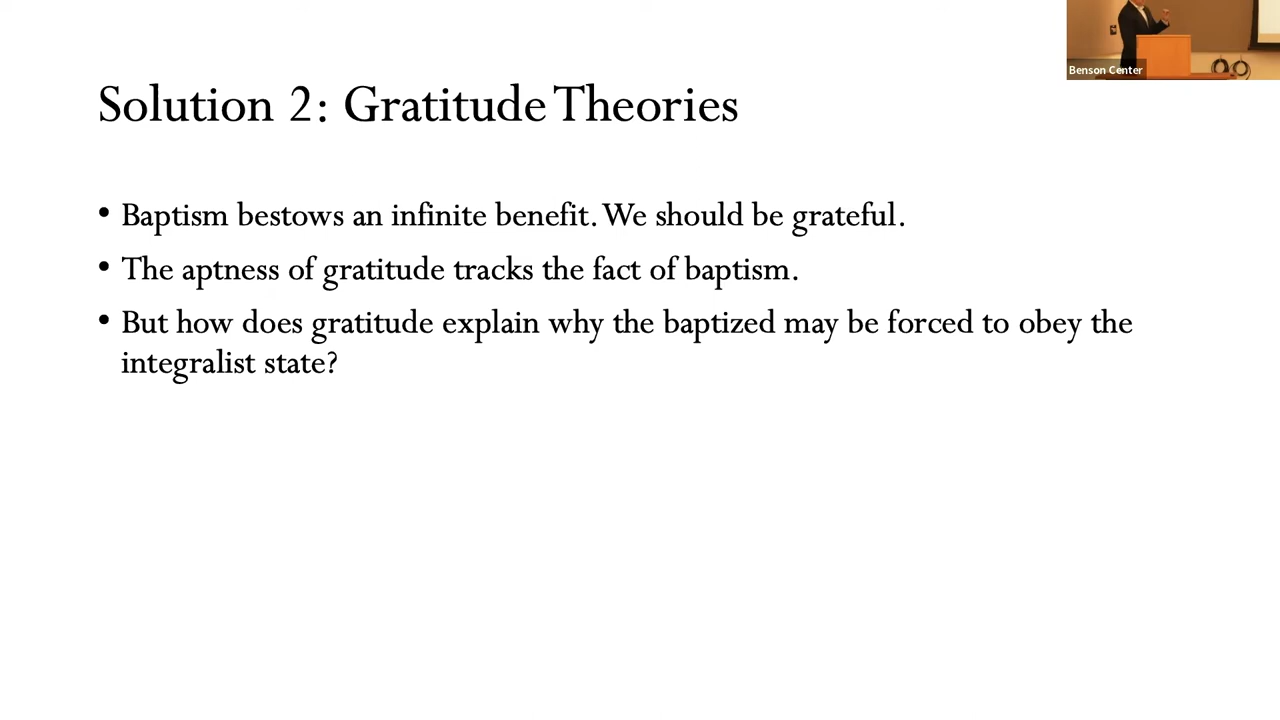 Benson Center
Solution 2: Gratitude Theories
• Baptism bestows an infinite benefit. We should be grateful.
• The aptness of gratitude tracks the fact of baptism.
• But how does gratitude explain why the baptized may be forced to obey the
integralist state?